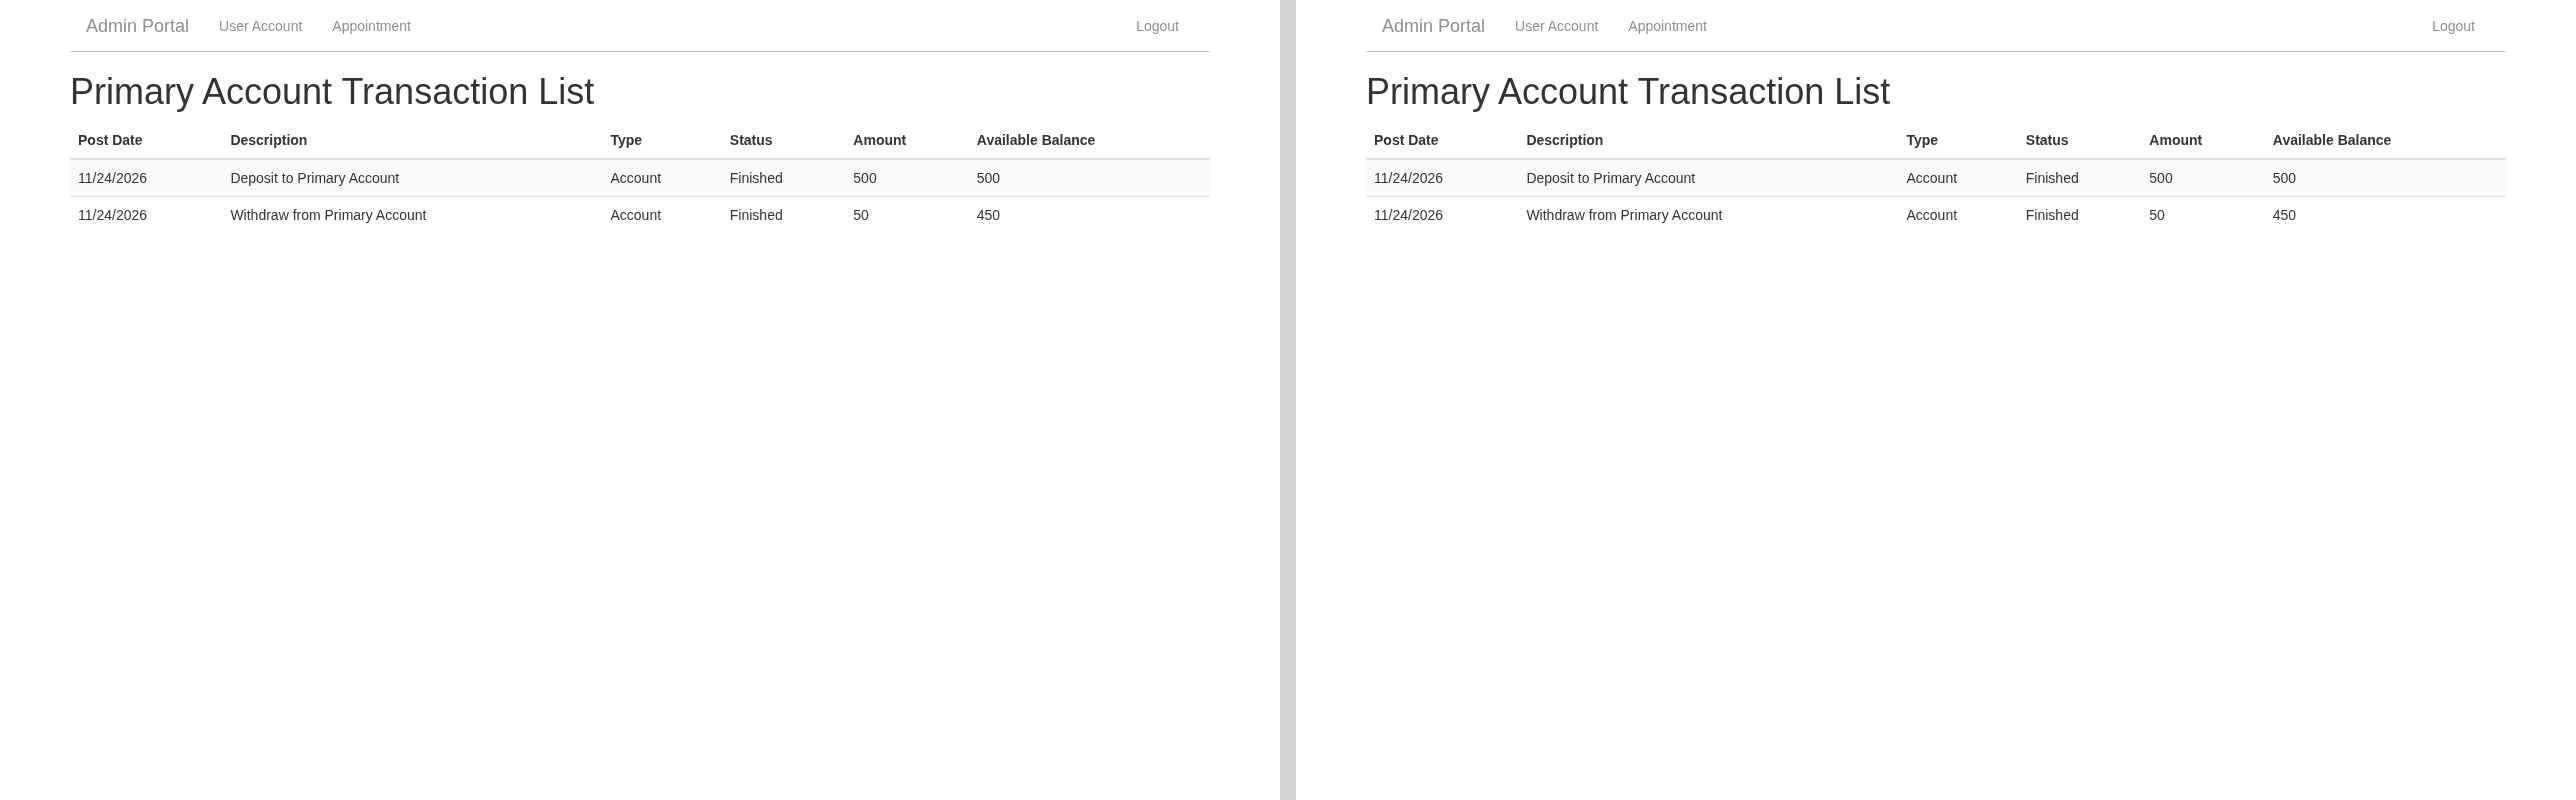 Admin Portal User Account Appointment Logout
Primary Account Transaction List
Post Date Description Type Status Amount Available Balance
11/24/2026 Deposit to Primary Account Account Finished 500 500
11/24/2026 Withdraw from Primary Account Account Finished 50 450
Admin Portal User Account Appointment Logout
Primary Account Transaction List
Post Date Description Type Status Amount Available Balance
11/24/2026 Deposit to Primary Account Account Finished 500 500
11/24/2026 Withdraw from Primary Account Account Finished 50 450